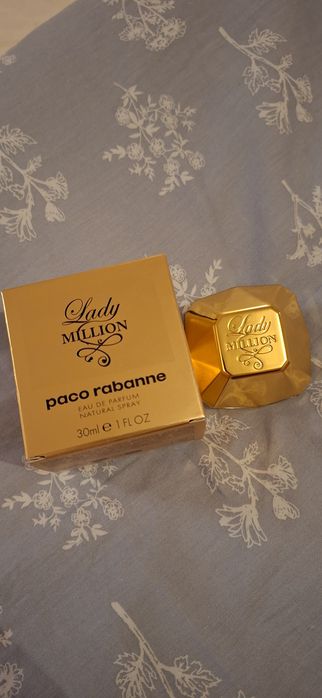 Lady
MILLION
paco rabanne
EAU DE PARFUM
NATURAL SPRAY
30ml e 1 FL OZ
Lady
MILLION